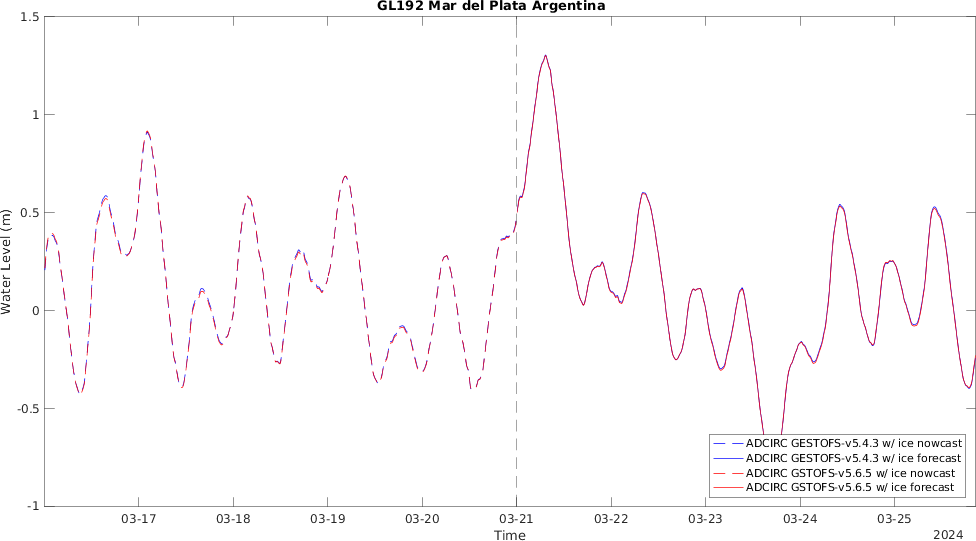 GL192 Mar del Plata Argentina
1.5
1
0.5
0
-0.5
-1
Water Level (m)
ADCIRC GESTOFS-v5.4.3 w/ ice nowcast
ADCIRC GESTOFS-v5.4.3 w/ ice forecast
ADCIRC GSTOFS-v5.6.5 w/ ice nowcast
ADCIRC GSTOFS-v5.6.5 w/ ice forecast
03-17 03-18 03-19 03-20 03-21 03-22 03-23 03-24 03-25
Time
2024